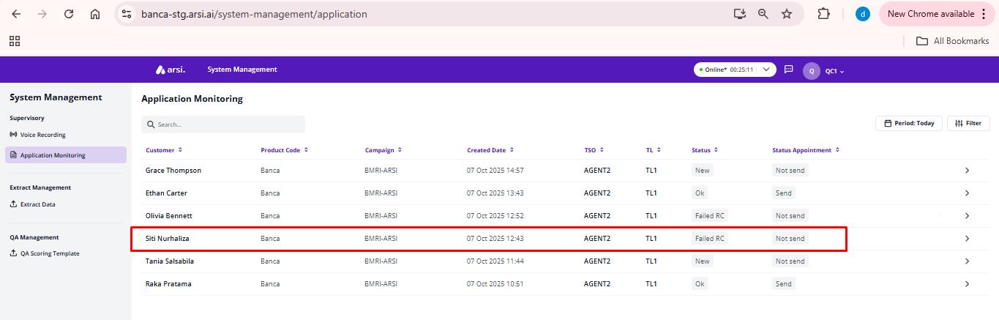 banca-stg.arsi.ai/system-management/application
d
New Chrome available
All Bookmarks
arsi.
System Management
Online* 00:25:11
Q
QC1
System Management
Supervisory
Voice Recording
Application Monitoring
Extract Management
Extract Data
QA Management
QA Scoring Template
Application Monitoring
Search...
Period: Today
Filter
Customer Product Code Campaign Created Date TSO TL Status Status Appointment
Grace Thompson Banca BMRI-ARSI 07 Oct 2025 14:57 AGENT2 TL1 New Not send
Ethan Carter Banca BMRI-ARSI 07 Oct 2025 13:43 AGENT2 TL1 Ok Send
Olivia Bennett Banca BMRI-ARSI 07 Oct 2025 12:52 AGENT2 TL1 Failed RC Not send
Siti Nurhaliza Banca BMRI-ARSI 07 Oct 2025 12:43 AGENT2 TL1 Failed RC Not send
Tania Salsabila Banca BMRI-ARSI 07 Oct 2025 11:44 AGENT2 TL1 New Not send
Raka Pratama Banca BMRI-ARSI 07 Oct 2025 10:51 AGENT2 TL1 Ok Send